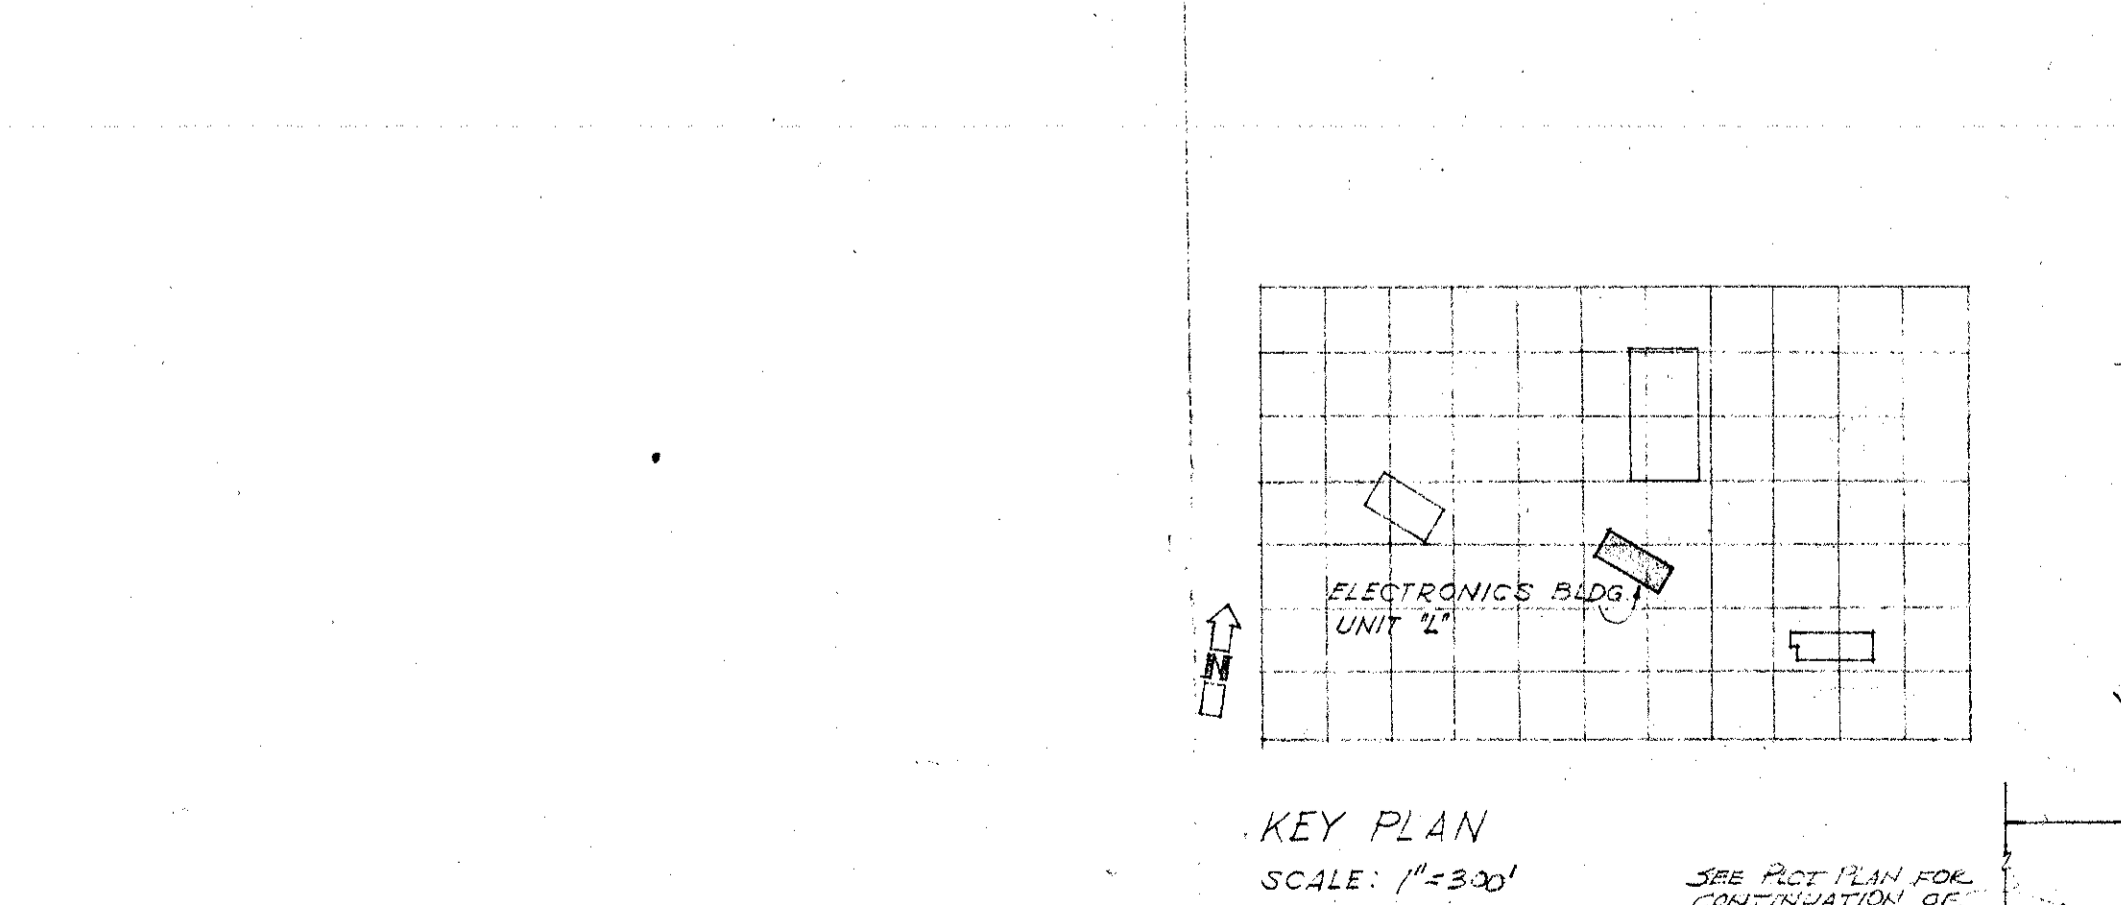 ELECTRONICS BLDG.
UNIT "L"
N
KEY PLAN
SCALE: 1"=300'
SEE PLOT PLAN FOR
CONTINUATION OF